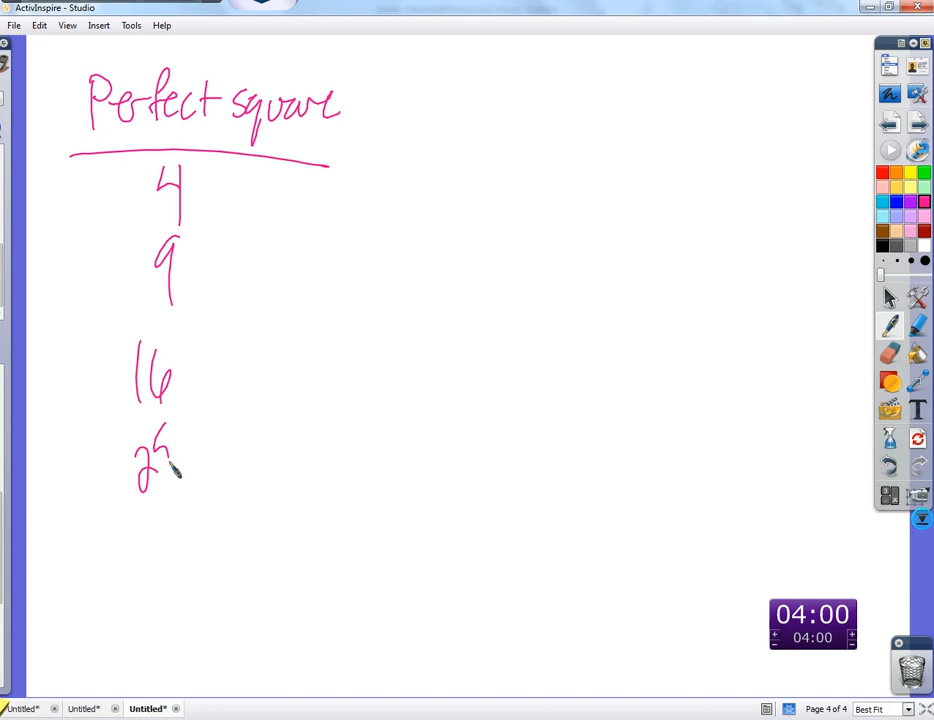 ActivInspire - Studio
File Edit View Insert Tools Help
Perfect square
4
9
16
25
04:00
04:00
Untitled* Untitled* Untitled* Page 4 of 4 Best Fit